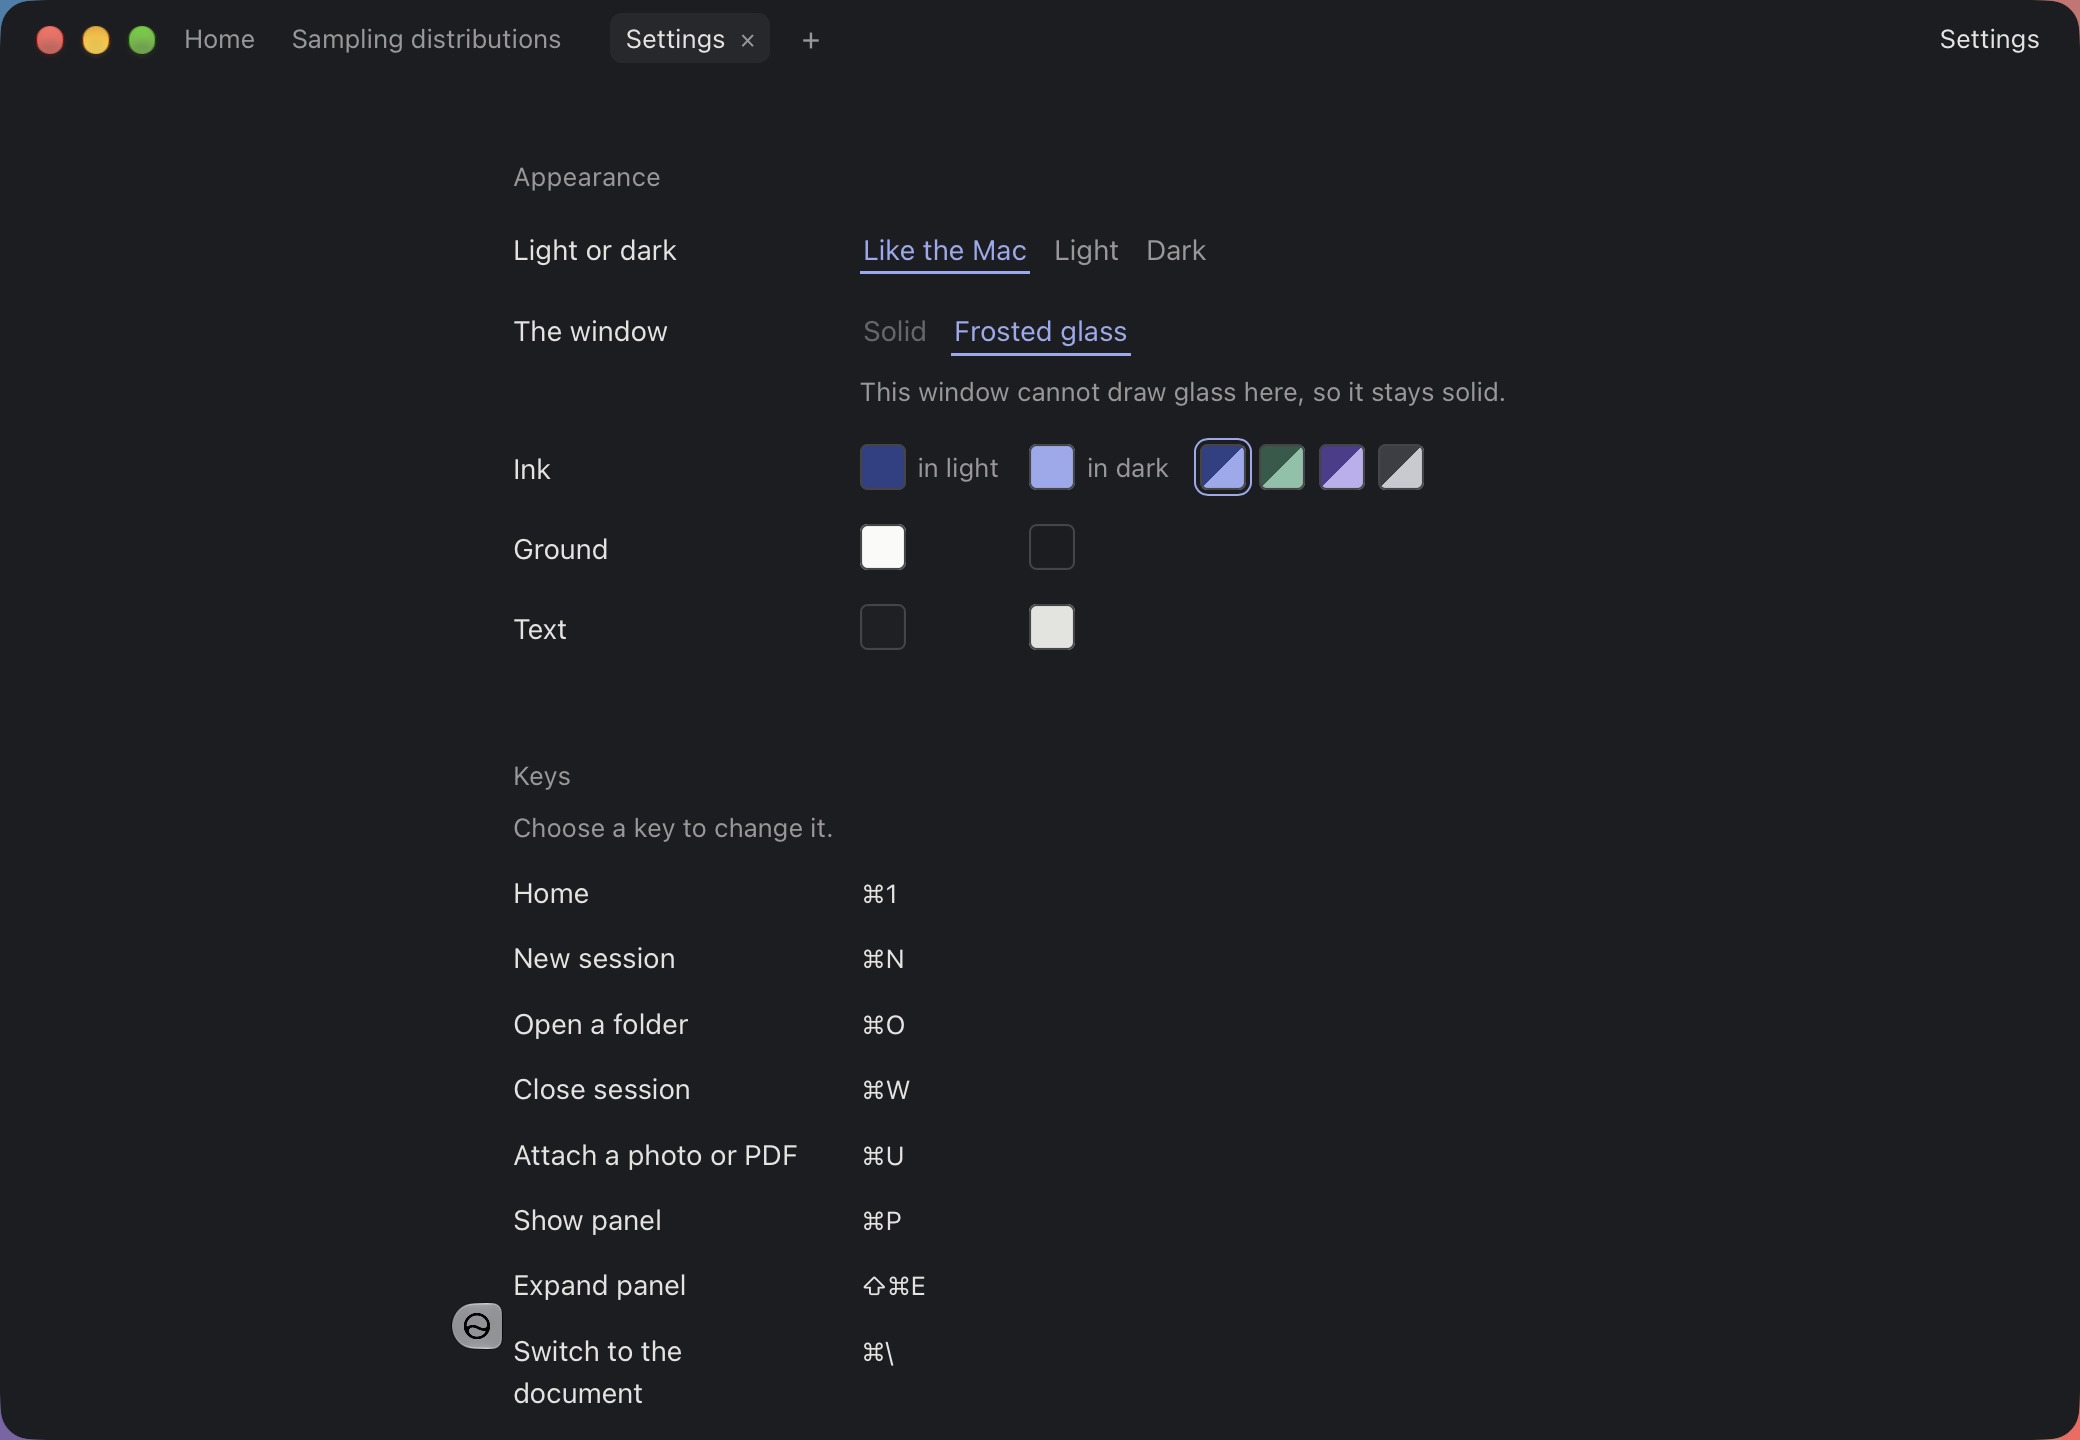 Home Sampling distributions Settings × + Settings
Appearance
Light or dark Like the Mac Light Dark
The window Solid Frosted glass
This window cannot draw glass here, so it stays solid.
Ink in light in dark
Ground
Text
Keys
Choose a key to change it.
Home ⌘1
New session ⌘N
Open a folder ⌘O
Close session ⌘W
Attach a photo or PDF ⌘U
Show panel ⌘P
Expand panel ⇧⌘E
Switch to the ⌘\
document